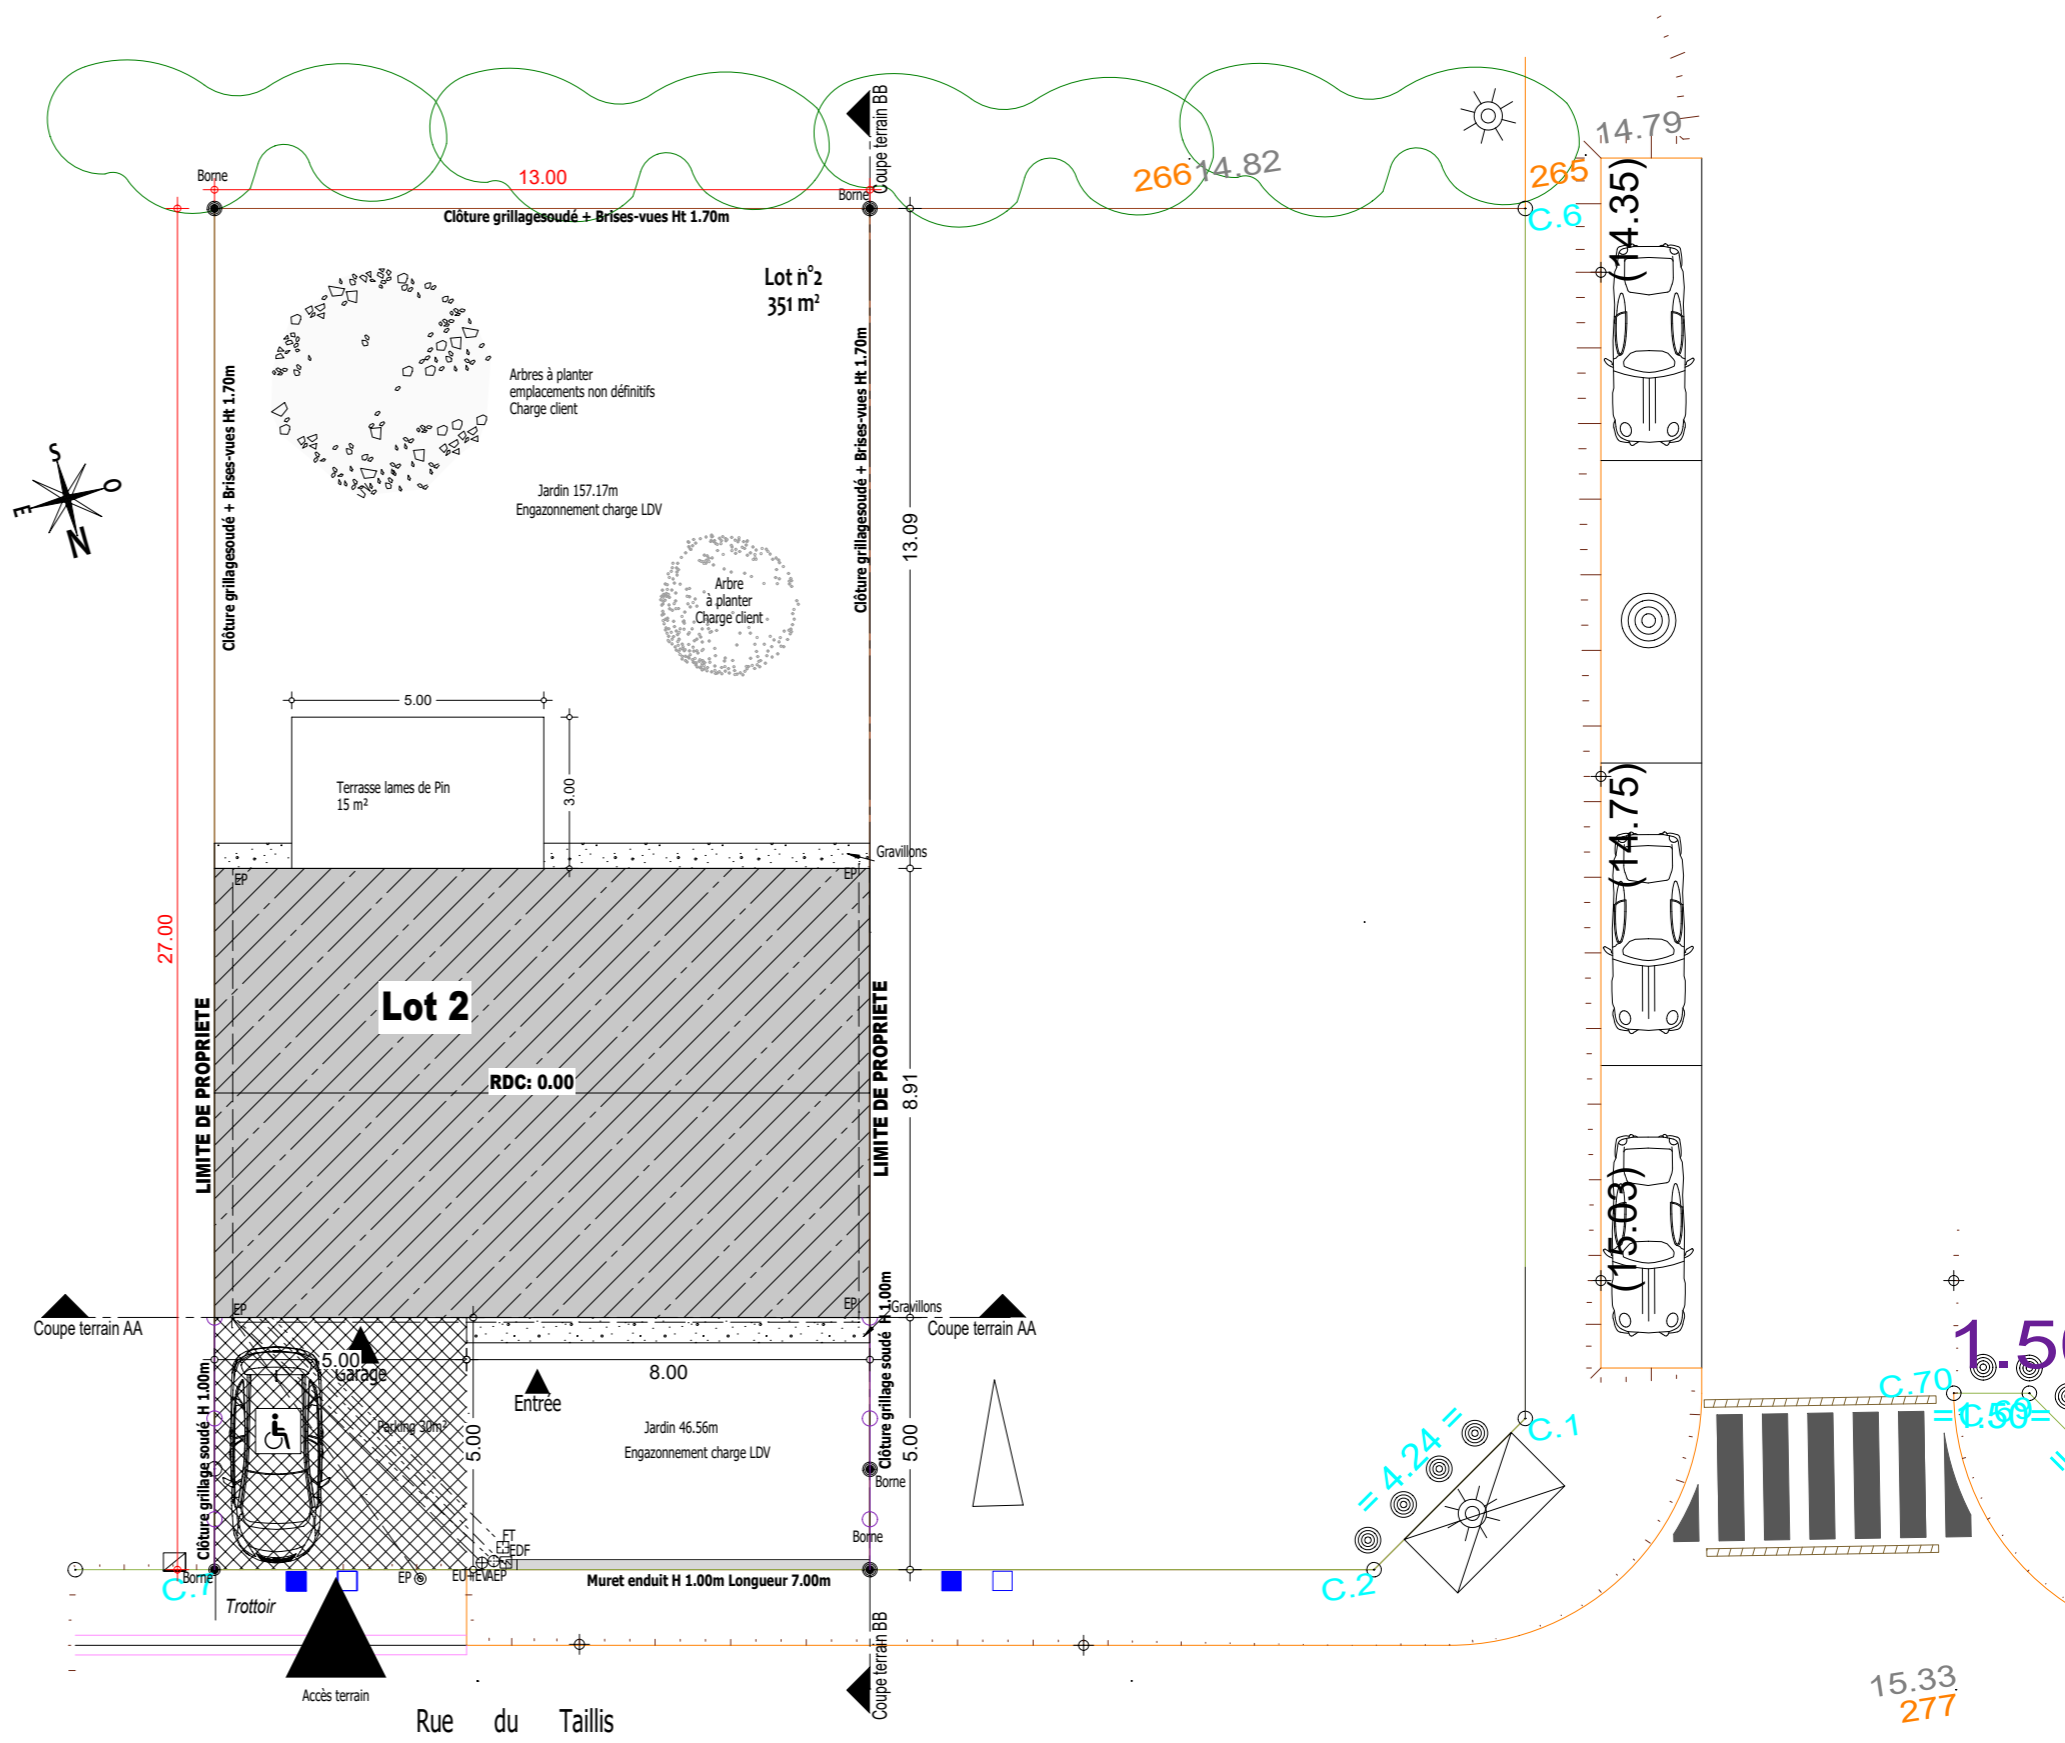 Coupe terrain BB
14.79
Borne
13.00
Borne
266
14.82
265
(14.35)
Clôture grillagesoudé + Brises-vues Ht 1.70m
C.6
Lot n°2
351 m²
Clôture grillagesoudé + Brises-vues Ht 1.70m
Clôture grillagesoudé + Brises-vues Ht 1.70m
Arbres à planter
emplacements non définitifs
Charge client
S
O
E
N
Jardin 157.17m
Engazonnement charge LDV
13.09
Arbre
à planter
Charge client
5.00
3.00
Terrasse lames de Pin
15 m²
(14.75)
Gravillons
EP
EP
27.00
Lot 2
RDC: 0.00
LIMITE DE PROPRIETE
LIMITE DE PROPRIETE
8.91
(15.03)
EP
EP
Gravillons
Coupe terrain AA
Coupe terrain AA
Clôture grillage soudé H 1.00m
Clôture grillage soudé H 1.00m
5.00
Garage
8.00
Entrée
Parking 30m²
5.00
Jardin 46.56m
Engazonnement charge LDV
5.00
Borne
Borne
C.70
C.69
=1.50=
C.1
= 4.24 =
C.2
FT
EDF
EU
EV
AEP
EP
Borne
C.7
Muret enduit H 1.00m Longueur 7.00m
Trottoir
Accès terrain
Coupe terrain BB
Rue du Taillis
15.33
277